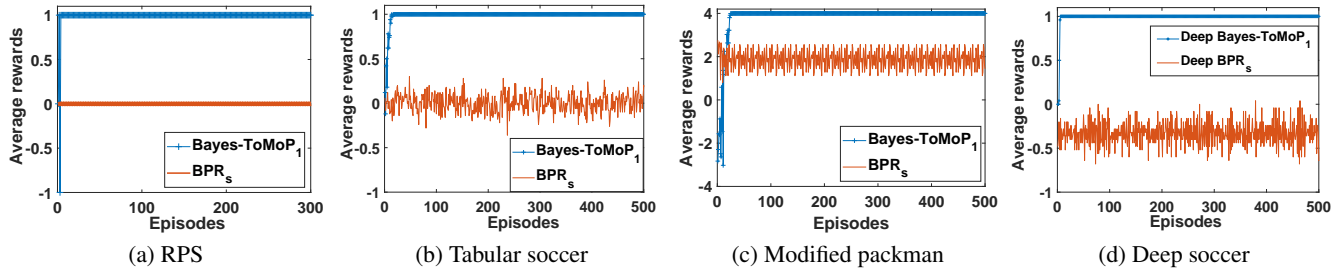 Average rewards
1
0.5
0
-0.5
-1
0
100
200
300
Episodes
Bayes-ToMoP1
BPRs
(a) RPS
Average rewards
1
0.5
0
-0.5
1
0
100
200
300
400
500
Episodes
Bayes-ToMoP1
BPRs
(b) Tabular soccer
Average rewards
4
2
0
-2
-4
0
100
200
300
400
500
Episodes
Bayes-ToMoP1
BPRs
(c) Modified packman
Average rewards
1
0.5
0
-0.5
-1
0
100
200
300
400
500
Episodes
Deep Bayes-ToMoP1
Deep BPRs
(d) Deep soccer